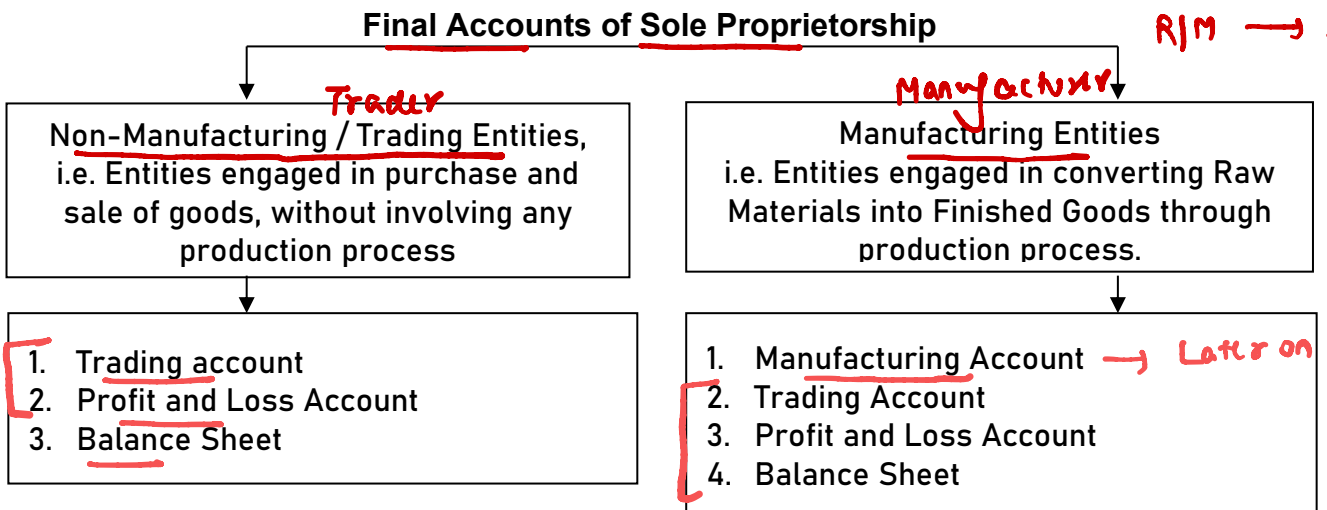 Final Accounts of Sole Proprietorship
R/M →
Trader
Non-Manufacturing / Trading Entities,
i.e. Entities engaged in purchase and
sale of goods, without involving any
production process
Manufacturer
Manufacturing Entities
i.e. Entities engaged in converting Raw
Materials into Finished Goods through
production process.
1. Trading account
2. Profit and Loss Account
3. Balance Sheet
1. Manufacturing Account → Later on
2. Trading Account
3. Profit and Loss Account
4. Balance Sheet